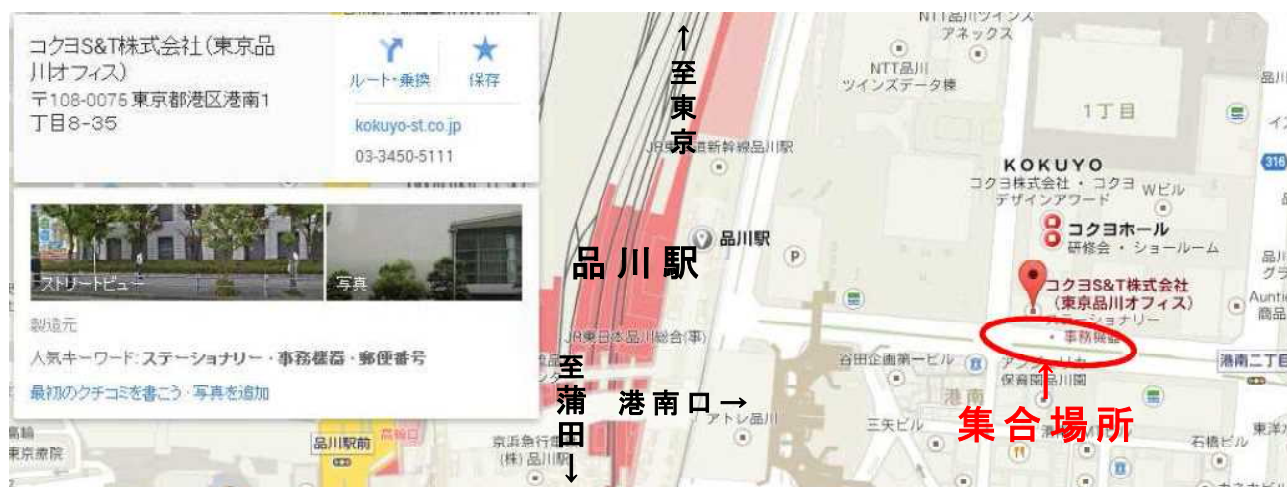 コクヨS&T株式会社(東京品
川オフィス)
〒108-0075 東京都港区港南1
丁目8-35
ルート・乗換
保存
kokuyo-st.co.jp
03-3450-5111
ストリートビュー
写真
製造元
人気キーワード: ステーショナリー・事務機器・郵便番号
最初のクチコミを書こう・写真を追加
↑至東京
品川駅
至蒲田↓
港南口→
品川駅
P
JR東日本品川総合(事)
アトレ品川
品川駅前
高輪口
高輪
東京療院
京浜急行電
(株)品川駅
NTT品川ツインズ
アネックス
NTT品川
ツインズデータ棟
1丁目
316
KOKUYO
コクヨ株式会社・コクヨ
デザインアワード
Wビル
コクヨホール
研修会・ショールーム
コクヨS&T株式会社
(東京品川オフィス)
ステーショナリー
・事務機器
Aunti
商品
谷田企画第一ビル
保育園品川園
港南
港南二丁目
集合場所
三矢ビル
石橋ビル
東洋水